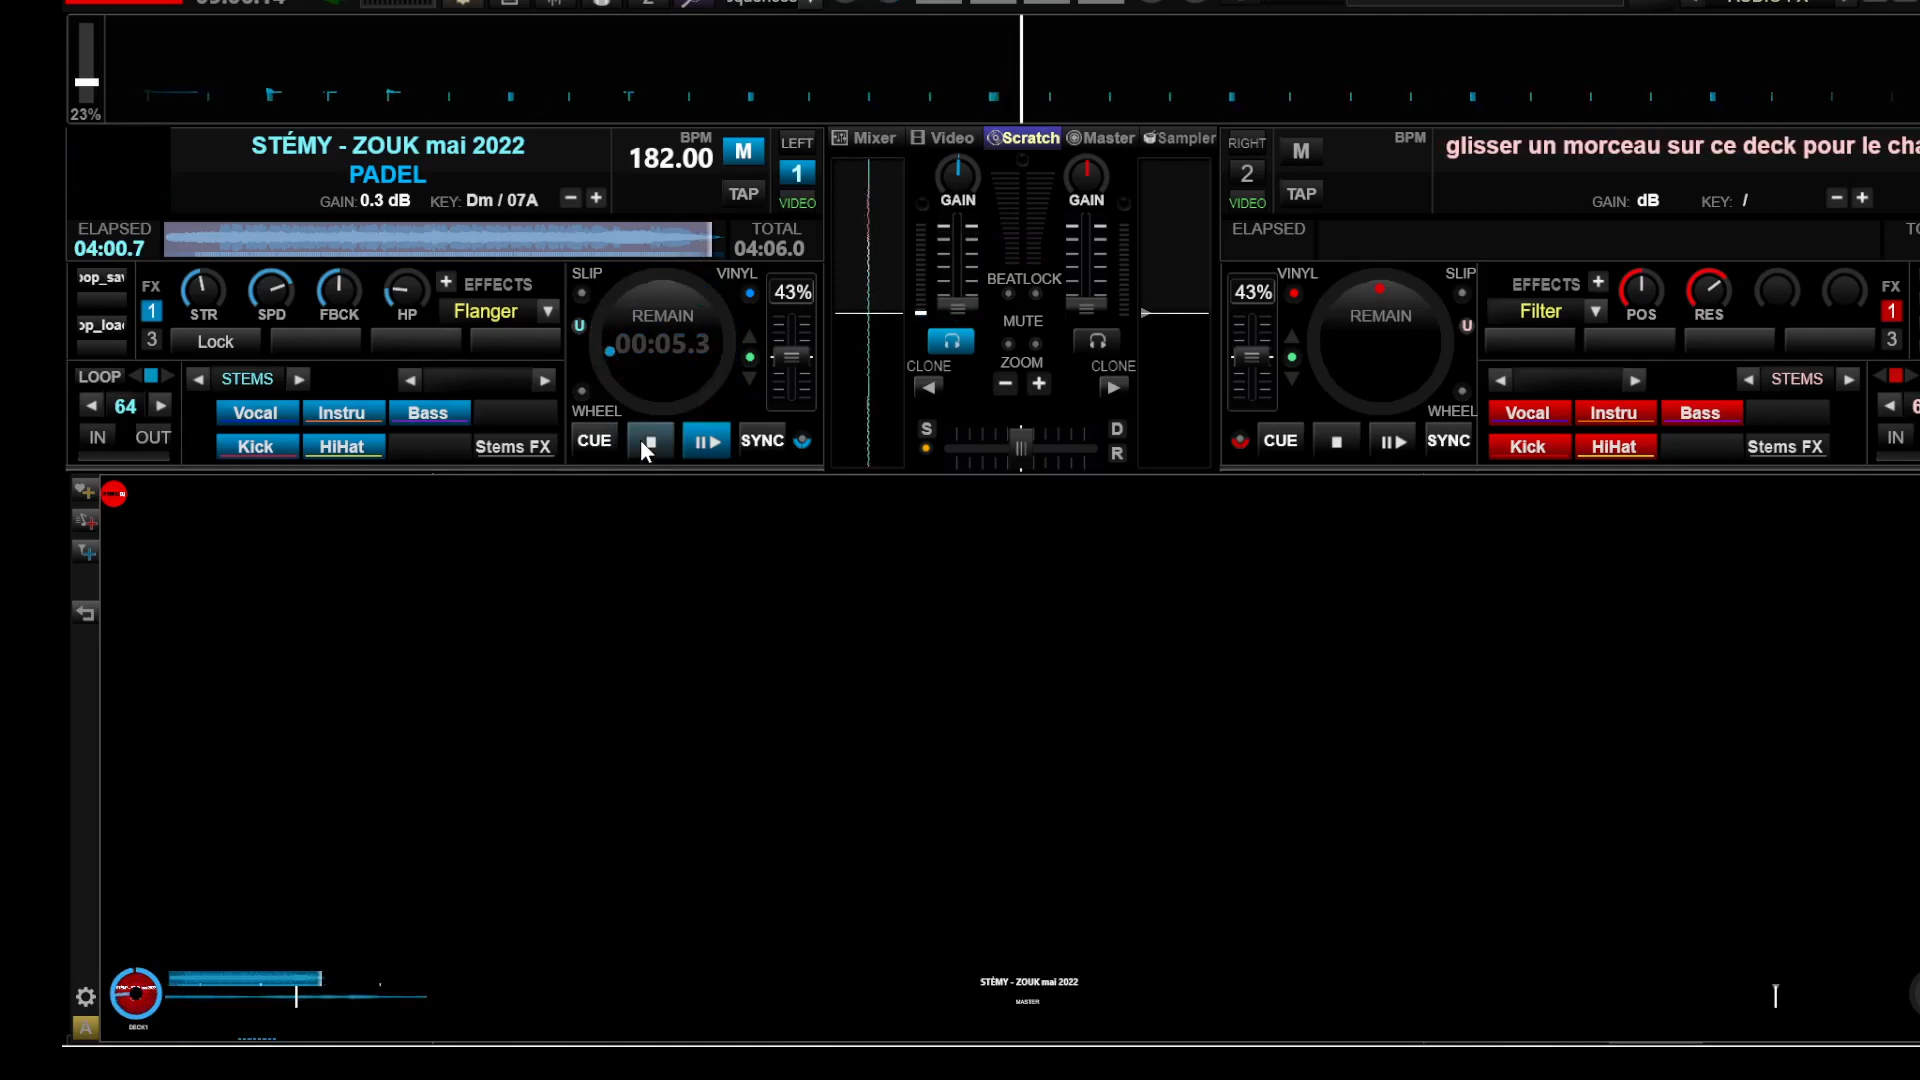 23%
STÉMY - ZOUK mai 2022
PADEL
GAIN: 0.3 dB KEY: Dm / 07A
BPM
182.00
M
TAP
LEFT
1
VIDEO
Mixer Video Scratch Master Sampler
RIGHT
2
VIDEO
M
TAP
BPM
glisser un morceau sur ce deck pour le cha
GAIN: dB KEY: /
ELAPSED
04:00.7
TOTAL
04:06.0
GAIN GAIN
BEATLOCK
MUTE
ZOOM
CLONE CLONE
S D
R
ELAPSED
FX
1
3
STR SPD FBCK HP
EFFECTS
Flanger
Lock
SLIP VINYL
U
REMAIN
00:05.3
43%
WHEEL
CUE SYNC
LOOP
64
IN OUT
STEMS
Vocal Instru Bass
Kick HiHat Stems FX
43%
VINYL SLIP
REMAIN
U
WHEEL
CUE SYNC
EFFECTS
Filter
POS RES
FX
1
3
STEMS
Vocal Instru Bass
Kick HiHat Stems FX
IN
A
DECK1
STÉMY - ZOUK mai 2022
MASTER